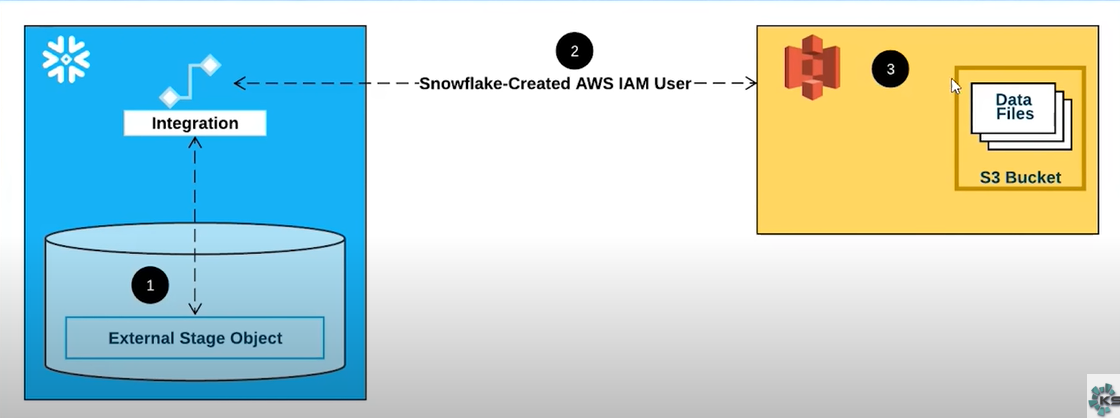 2
Snowflake-Created AWS IAM User
3
Integration
Data
Files
S3 Bucket
1
External Stage Object
K